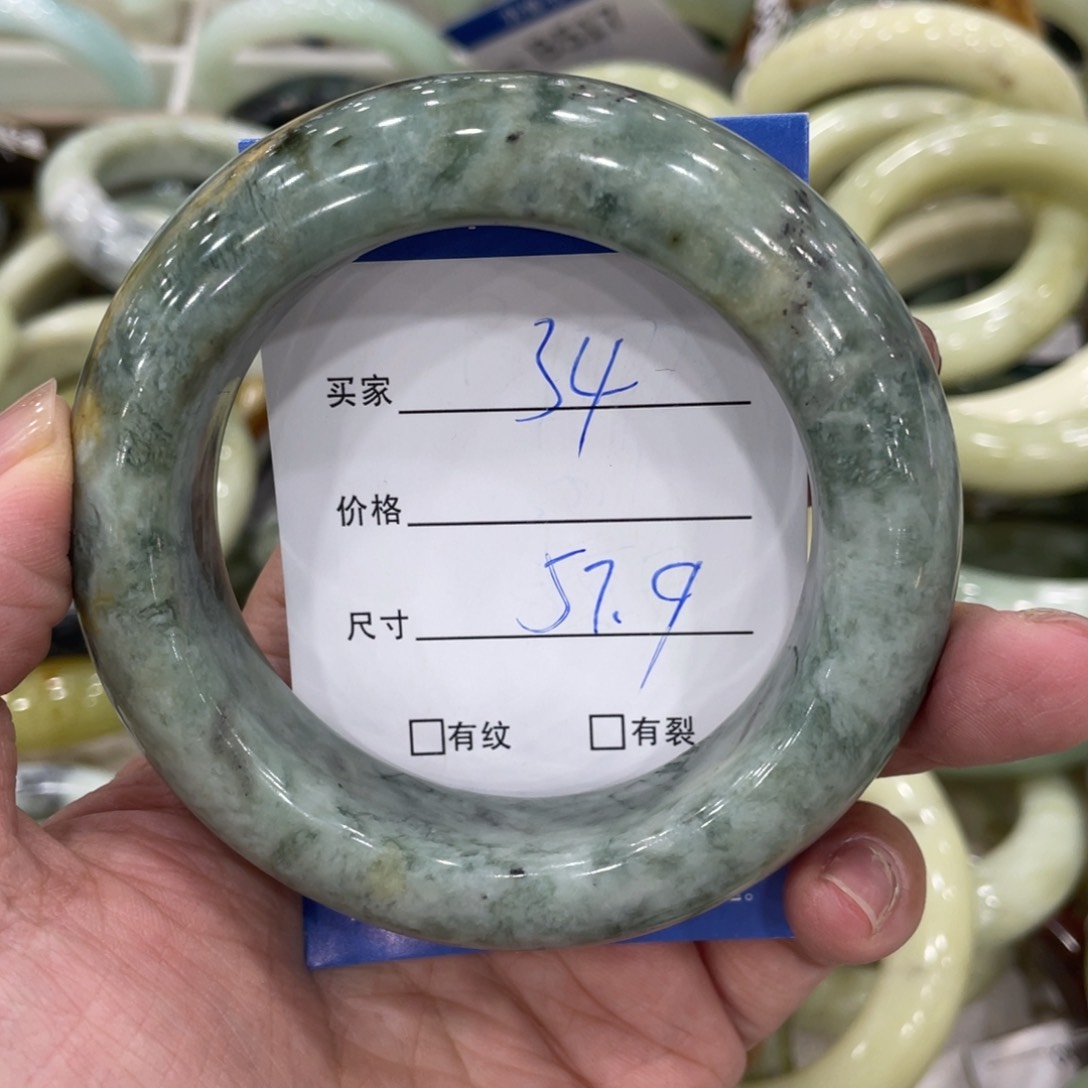 买家 34
价格
尺寸 57.9
□有纹 □有裂